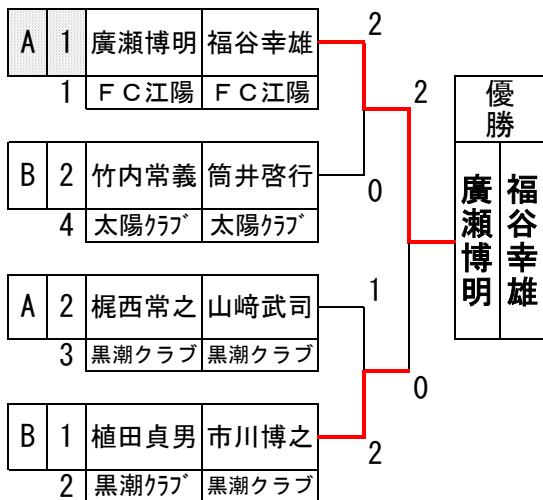 A 1 廣瀬博明 福谷幸雄 2
1 ＦＣ江陽 ＦＣ江陽
2
優勝
B 2 竹内常義 筒井啓行 0
4 太陽ｸﾗﾌﾞ 太陽ｸﾗﾌﾞ
廣瀬博明
福谷幸雄
A 2 梶西常之 山﨑武司 1
3 黒潮クラブ 黒潮クラブ
0
B 1 植田貞男 市川博之 2
2 黒潮ｸﾗﾌﾞ 黒潮クラブ